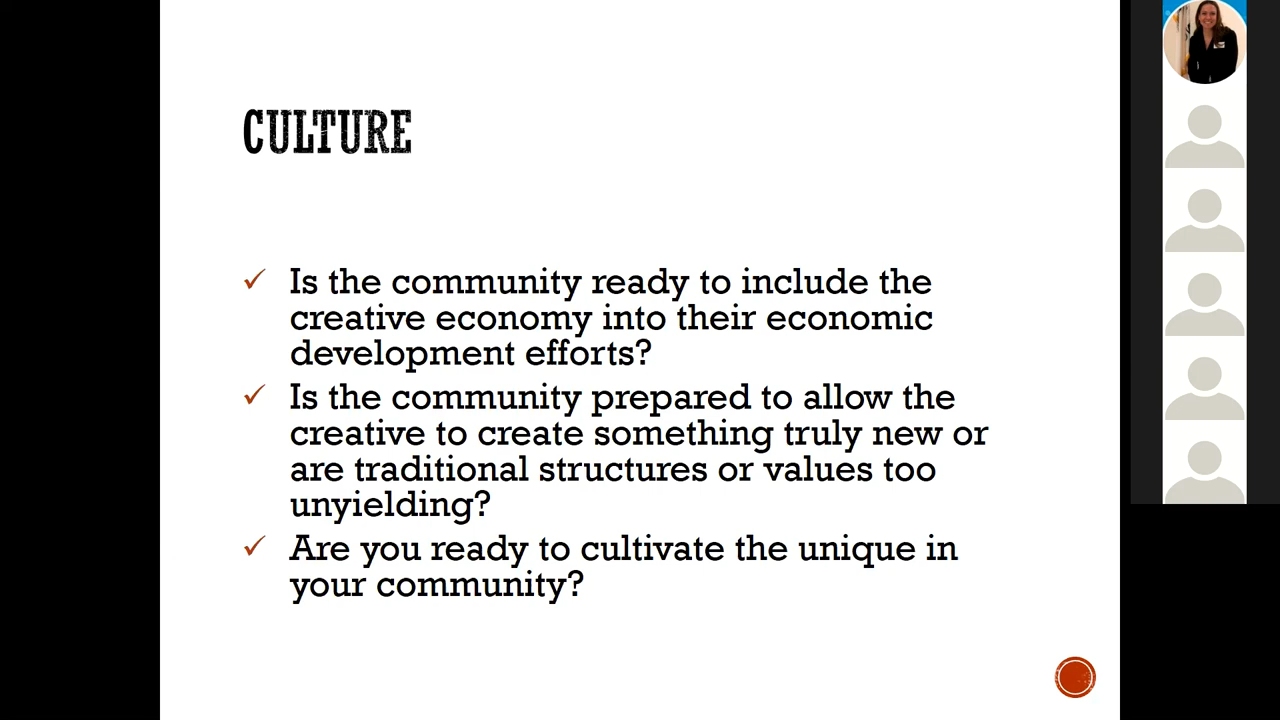 CULTURE
Is the community ready to include the
creative economy into their economic
development efforts?
Is the community prepared to allow the
creative to create something truly new or
are traditional structures or values too
unyielding?
Are you ready to cultivate the unique in
your community?